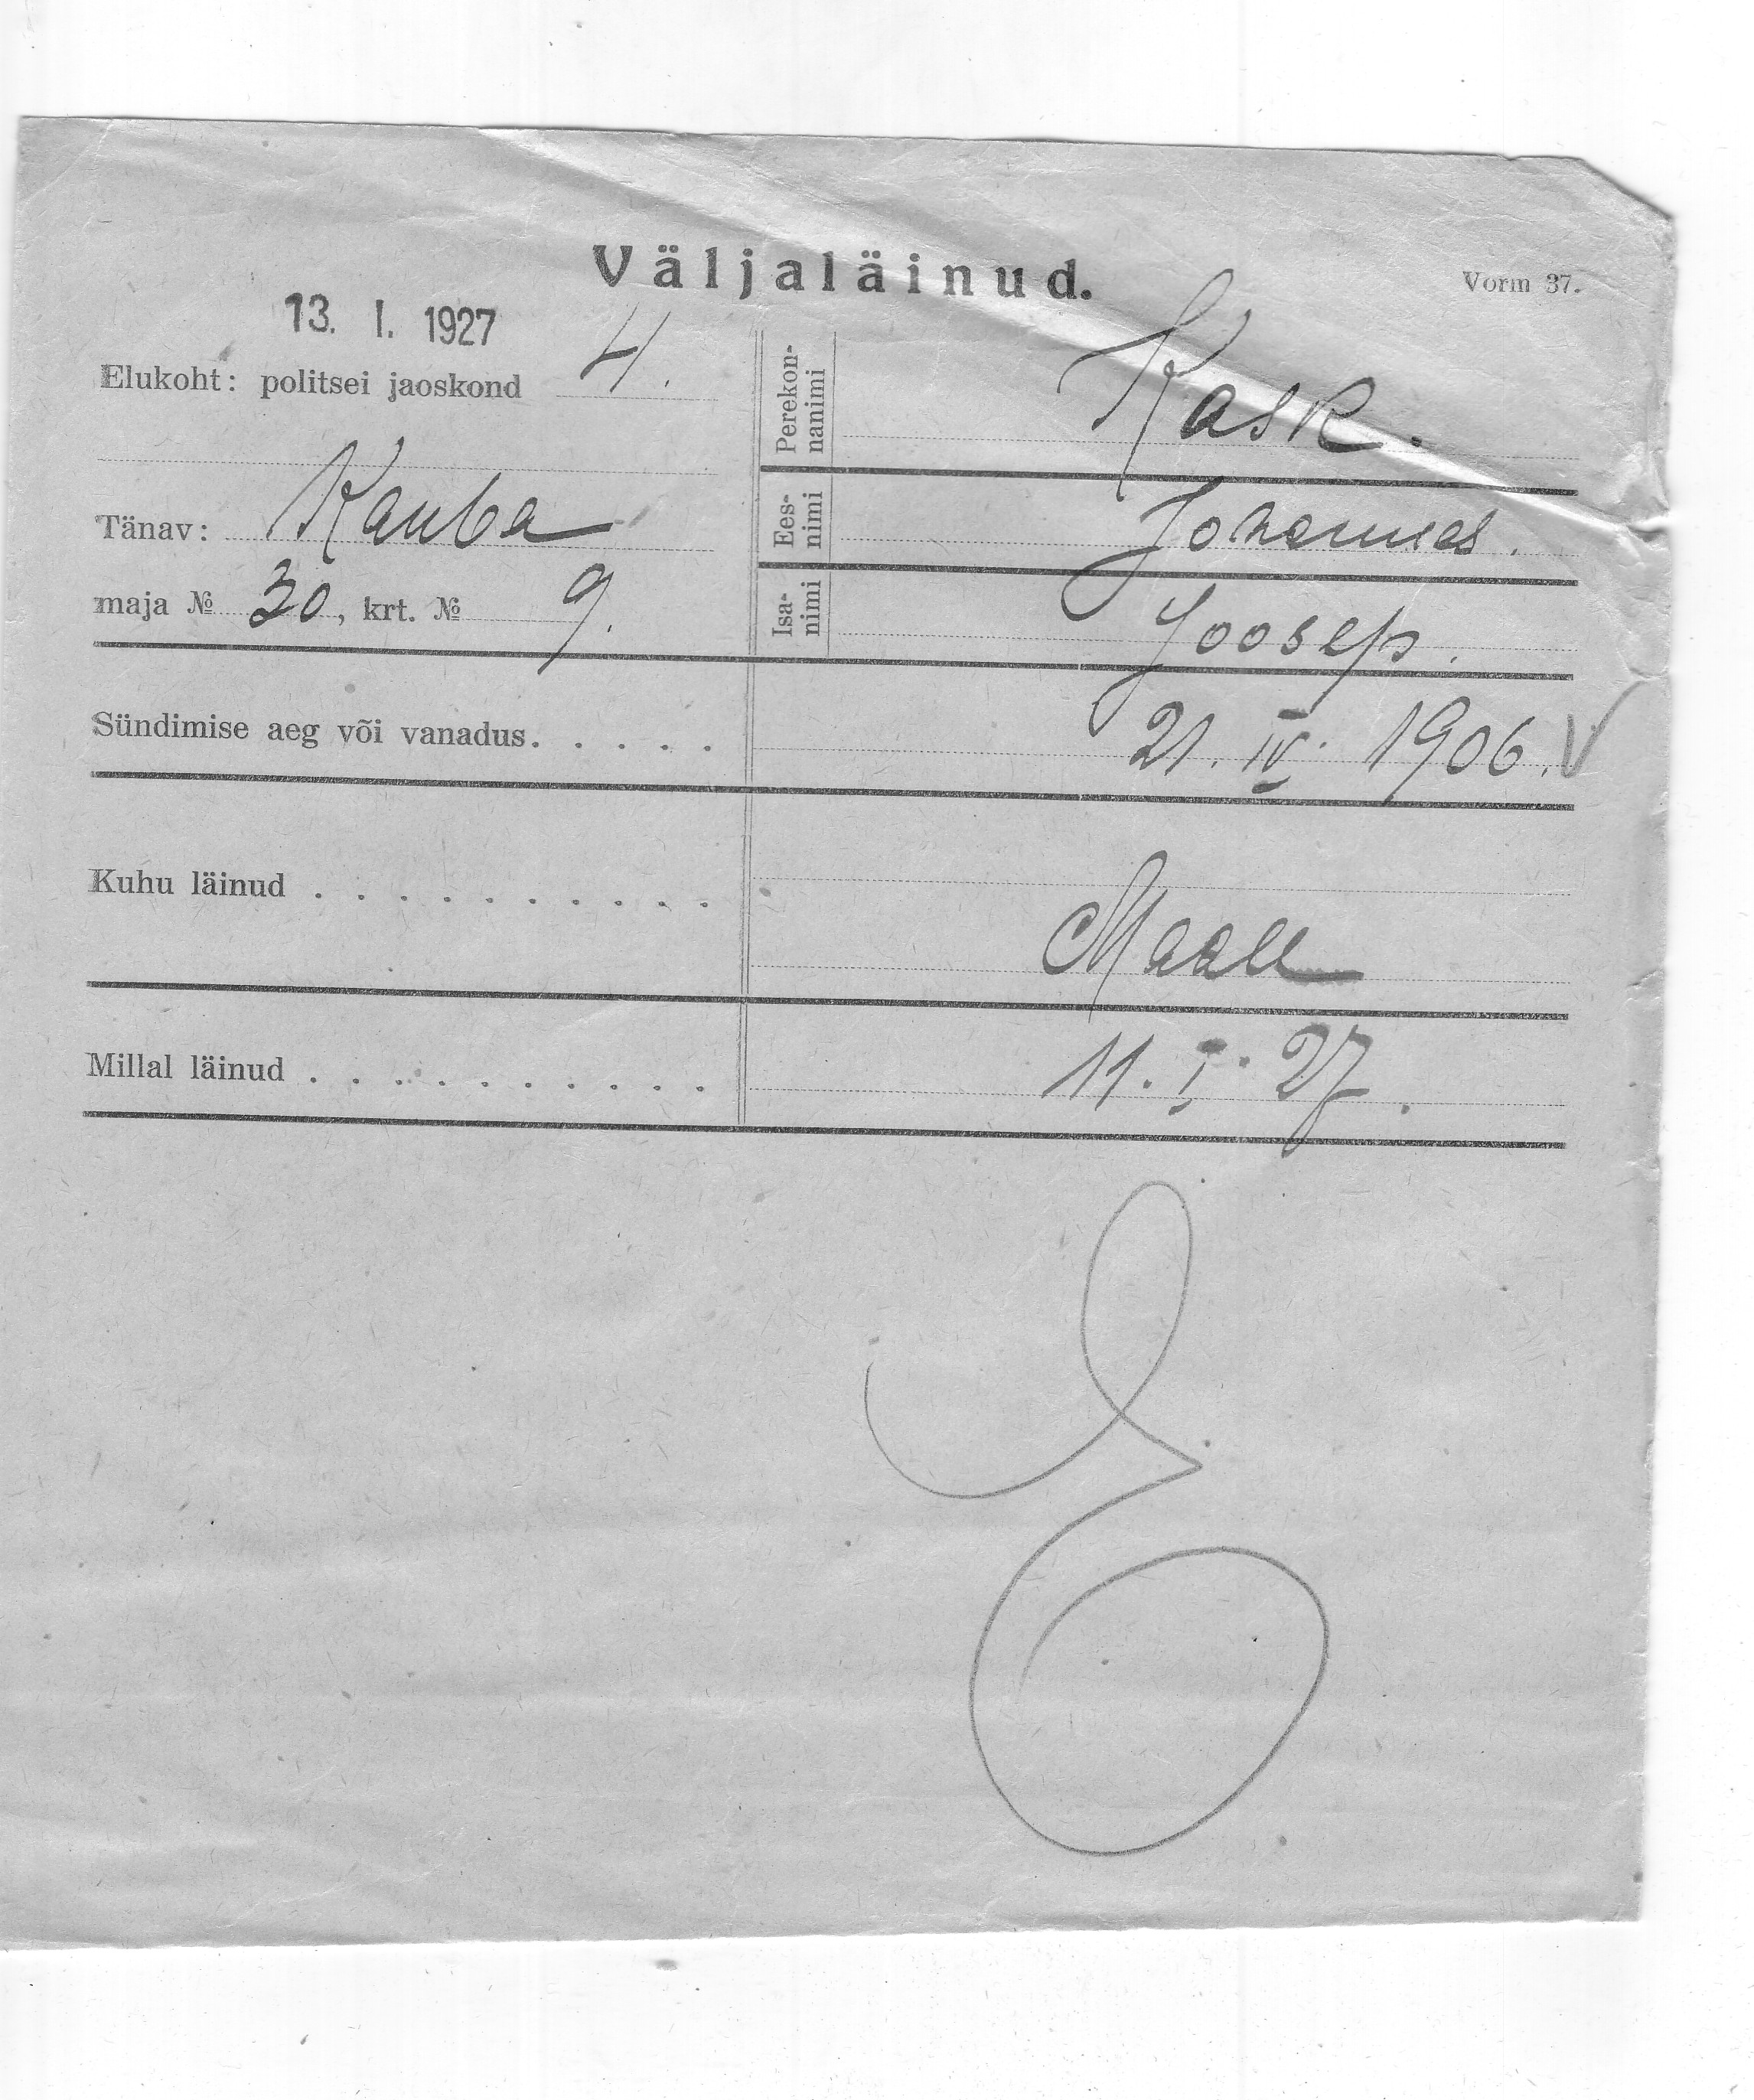 Väljaläinud.
Vorm 37.
13. I. 1927
Elukoht: politsei jaoskond 4.
Tänav: Kauba
maja № 30, krt. № 9.
Perekonnanimi Kask.
Eesnimi Johannes.
Isanimi Joosep.
Sündimise aeg või vanadus. . . . . 21. IV. 1906. V
Kuhu läinud . . . . . . . . . . Maale
Millal läinud . . . . . . . . . . 11. I. 27.